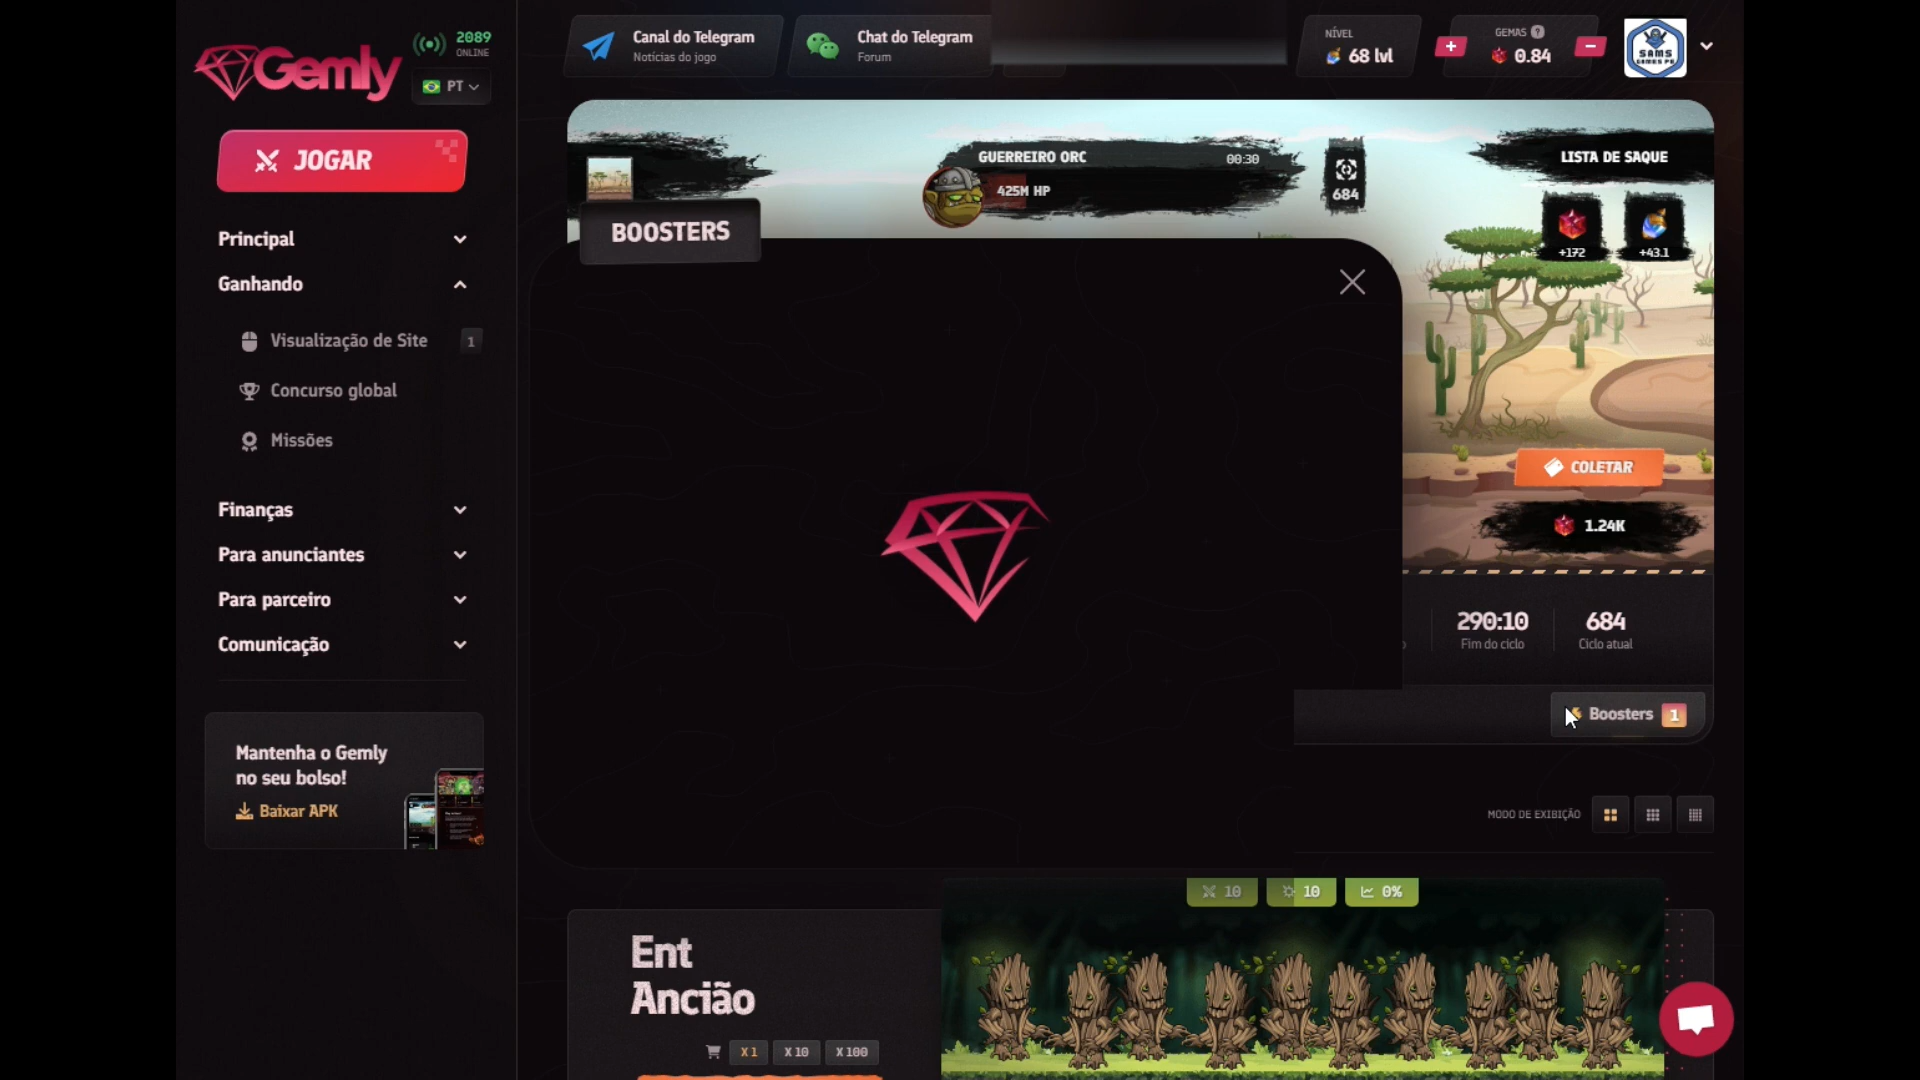 Gemly
2089
ONLINE
PT
JOGAR
Principal
Ganhando
Visualização de Site
1
Concurso global
Missões
Finanças
Para anunciantes
Para parceiro
Comunicação
Mantenha o Gemly
no seu bolso!
Baixar APK
Canal do Telegram
Notícias do jogo
Chat do Telegram
Forum
NÍVEL
68 lvl
+
GEMAS ?
0.84
−
SAMS
GAMES PG
GUERREIRO ORC
00:30
425M HP
684
LISTA DE SAQUE
+172
+43.1
BOOSTERS
COLETAR
1.24K
290:10
Fim do ciclo
684
Ciclo atual
Boosters
1
MODO DE EXIBIÇÃO
10
10
0%
Ent
Ancião
X 1
X 10
X 100